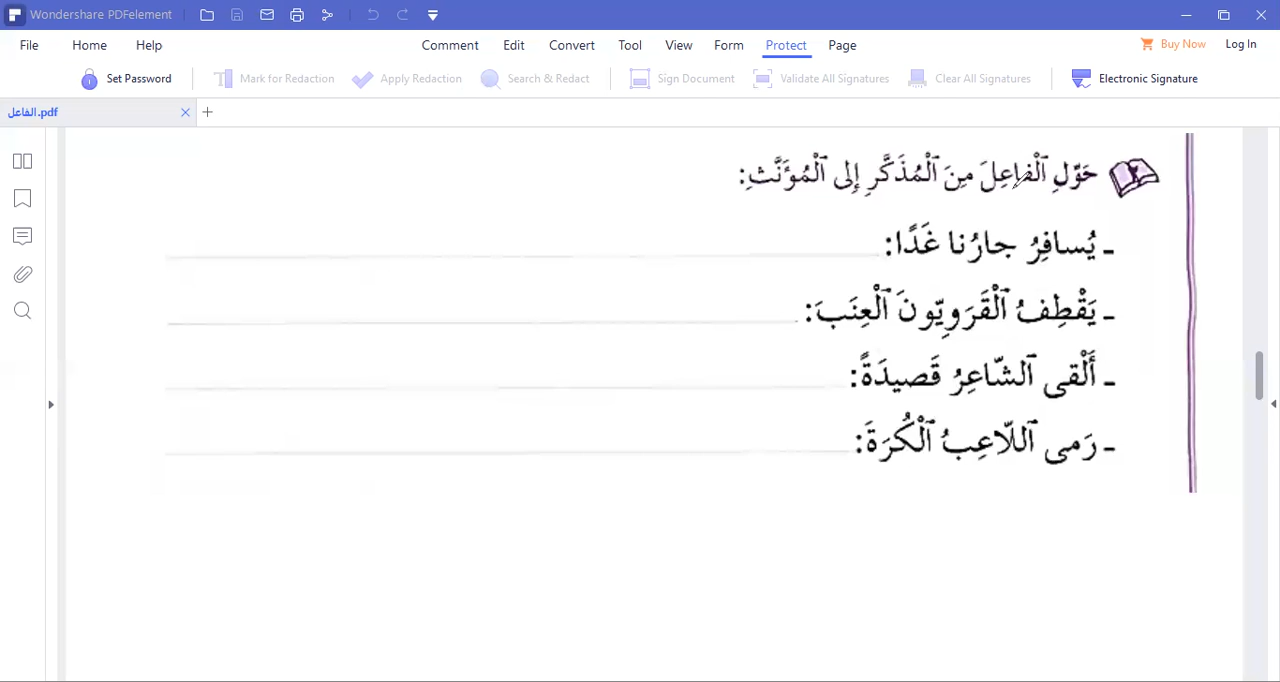 Wondershare PDFelement
File Home Help Comment Edit Convert Tool View Form Protect Page Buy Now Log In
Set Password Mark for Redaction Apply Redaction Search & Redact Sign Document Validate All Signatures Clear All Signatures Electronic Signature
الفاعل.pdf
حَوِّلِ ٱلْفاعِلَ مِنَ ٱلْمُذَكَّرِ إِلى ٱلْمُؤَنَّثِ:
ـ يُسافِرُ جارُنا غَدًا:
ـ يَقْطِفُ ٱلْقَرَوِيّونَ ٱلْعِنَبَ:
ـ أَلْقى ٱلشّاعِرُ قَصيدَةً:
ـ رَمى ٱللّاعِبُ ٱلْكُرَةَ: